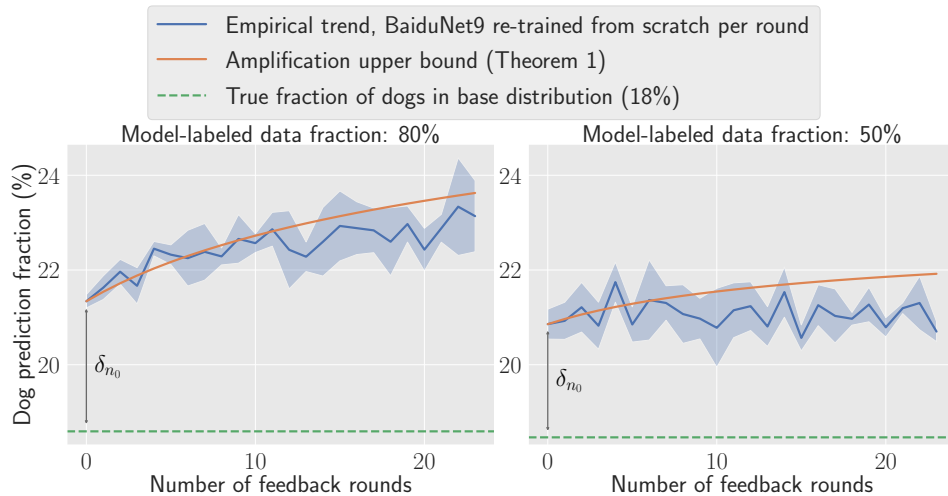 Empirical trend, BaiduNet9 re-trained from scratch per round
Amplification upper bound (Theorem 1)
True fraction of dogs in base distribution (18%)
Model-labeled data fraction: 80%
Model-labeled data fraction: 50%
Dog prediction fraction (%)
24
22
20
δn₀
0
10
20
Number of feedback rounds
24
22
20
δn₀
0
10
20
Number of feedback rounds